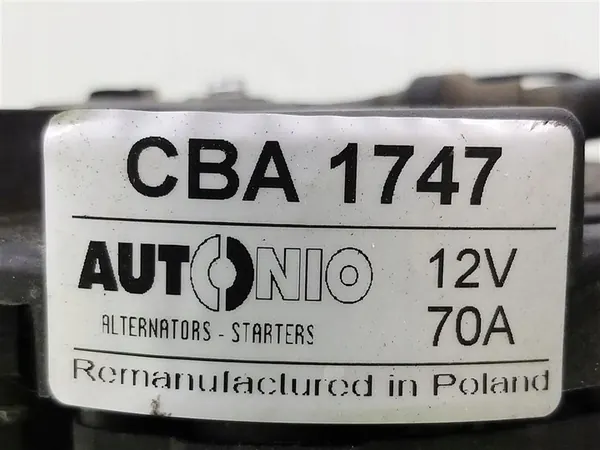 CBA 1747
AUTONIO
12V
ALTERNATORS - STARTERS
70A
Remanufactured in Poland